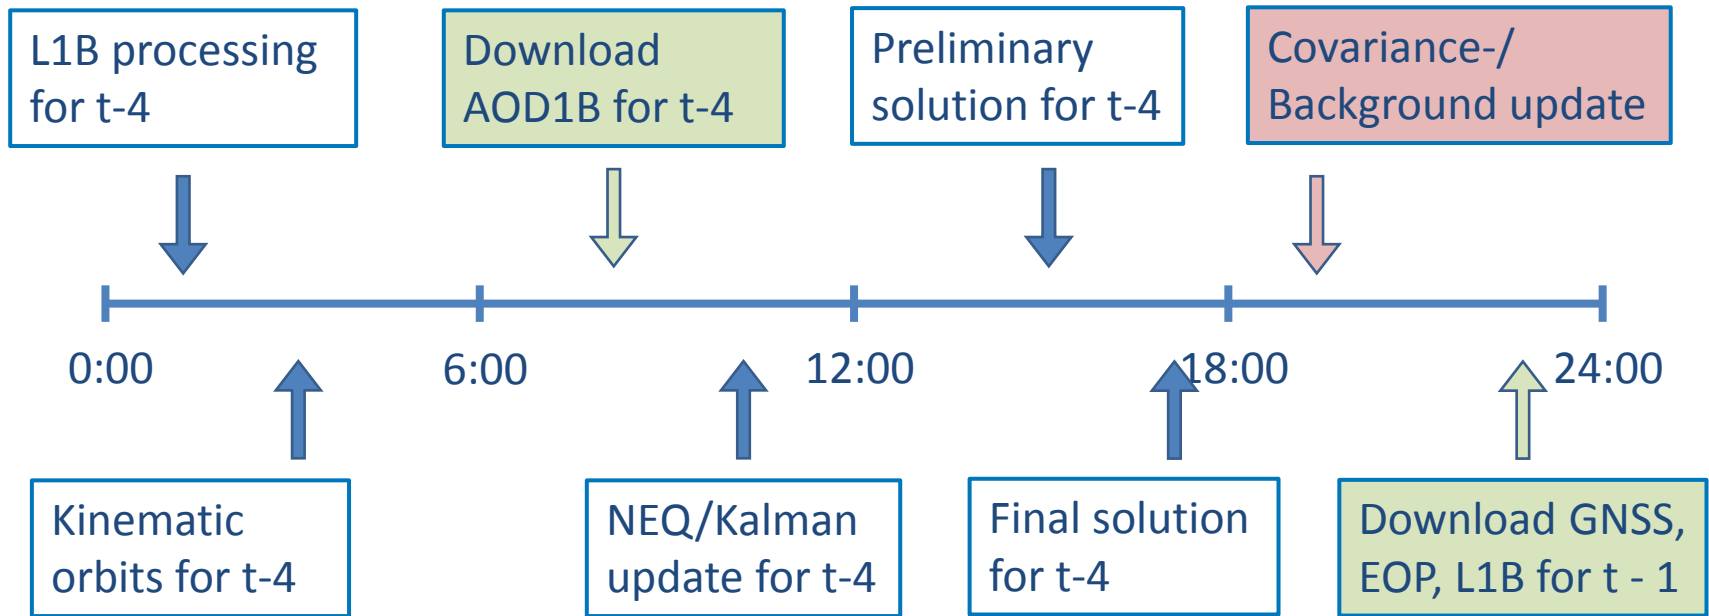 L1B processing
for t-4
Download
AOD1B for t-4
Preliminary
solution for t-4
Covariance-/
Background update
0:00
6:00
12:00
18:00
24:00
Kinematic
orbits for t-4
NEQ/Kalman
update for t-4
Final solution
for t-4
Download GNSS,
EOP, L1B for t - 1